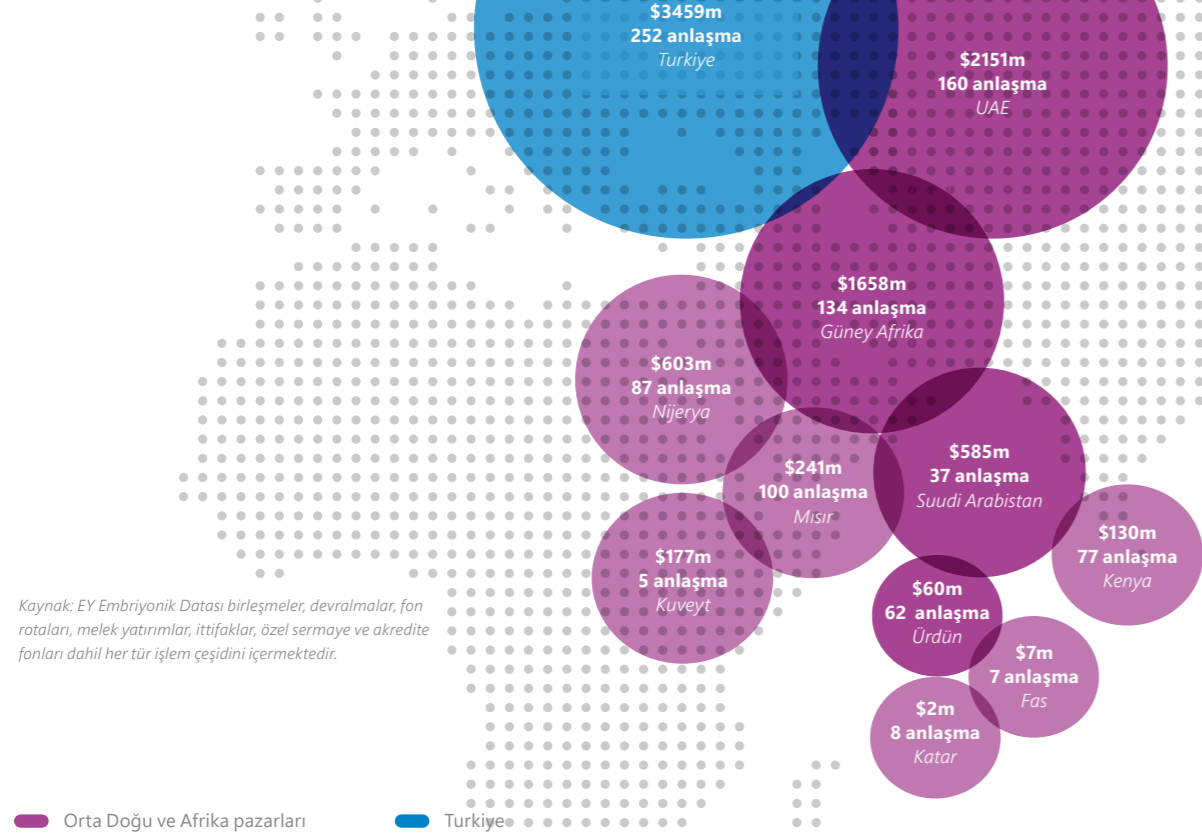 $3459m
252 anlaşma
Turkiye
$2151m
160 anlaşma
UAE
$1658m
134 anlaşma
Güney Afrika
$603m
87 anlaşma
Nijerya
$241m
100 anlaşma
Mısır
$585m
37 anlaşma
Suudi Arabistan
$177m
5 anlaşma
Kuveyt
$130m
77 anlaşma
Kenya
$60m
62 anlaşma
Ürdün
$7m
7 anlaşma
Fas
$2m
8 anlaşma
Katar
Kaynak: EY Embriyonik Datası birleşmeler, devralmalar, fon
rotaları, melek yatırımlar, ittifaklar, özel sermaye ve akredite
fonları dahil her tür işlem çeşidini içermektedir.
Orta Doğu ve Afrika pazarları
Turkiye